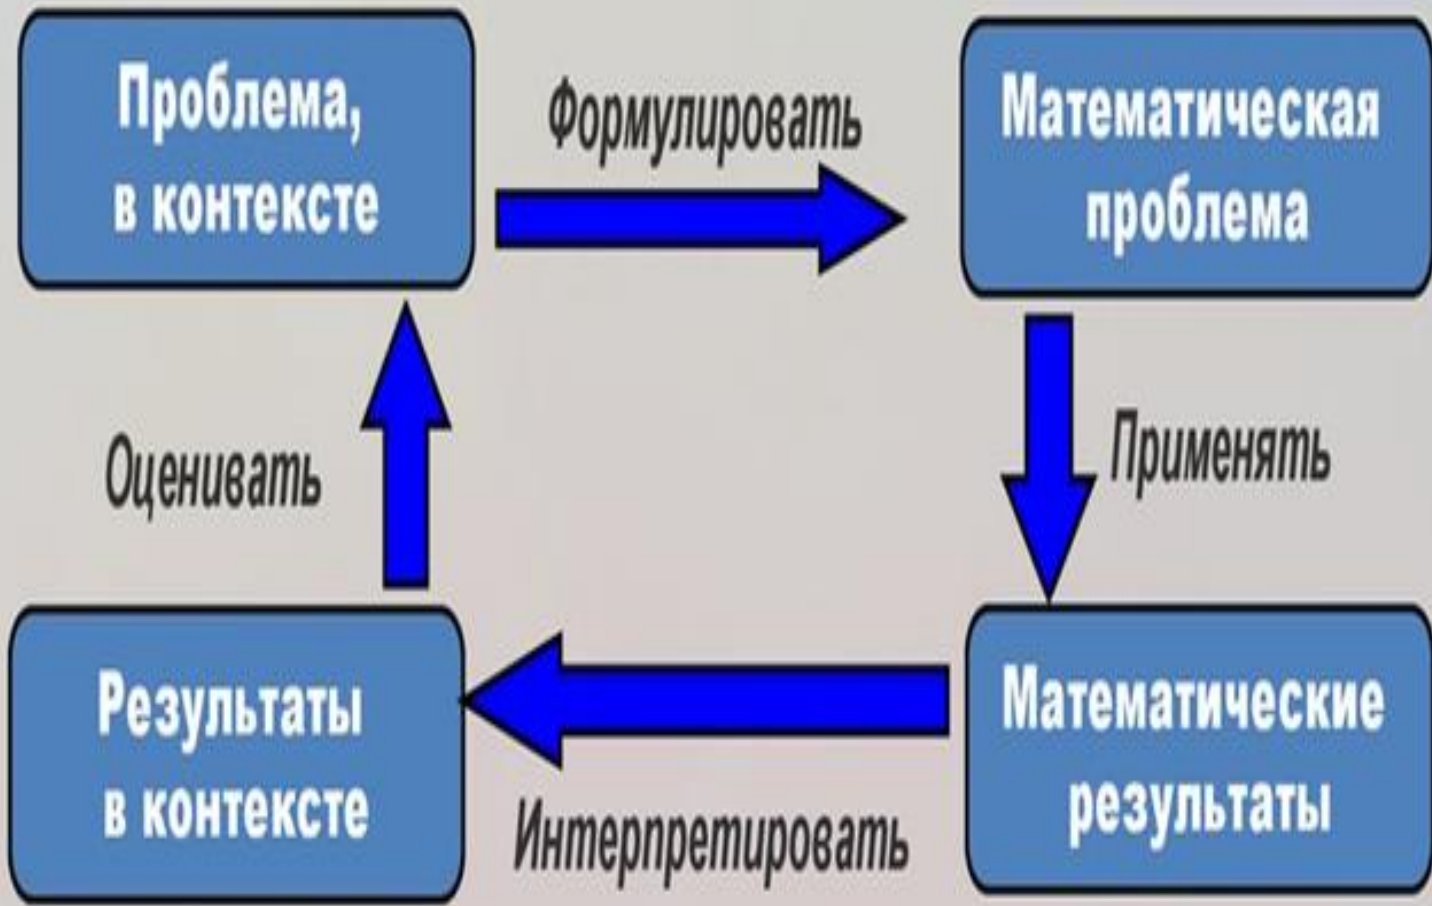 Проблема,
в контексте
Формулировать
Математическая
проблема
Оценивать
Применять
Результаты
в контексте
Интерпретировать
Математические
результаты